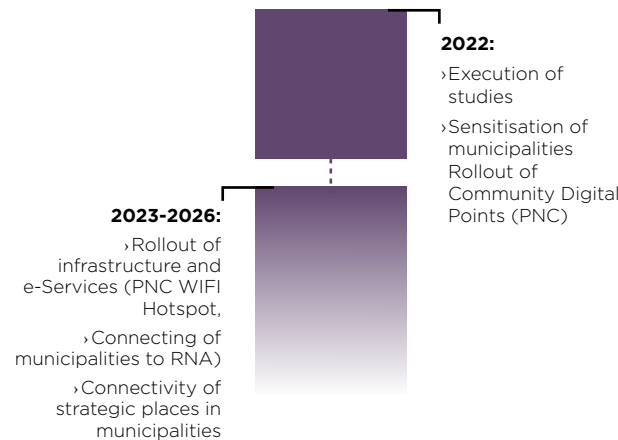 2022:
›Execution of
studies
›Sensitisation of
municipalities
Rollout of
Community Digital
Points (PNC)
2023-2026:
›Rollout of
infrastructure and
e-Services (PNC WIFI
Hotspot,
›Connecting of
municipalities to RNA)
›Connectivity of
strategic places in
municipalities